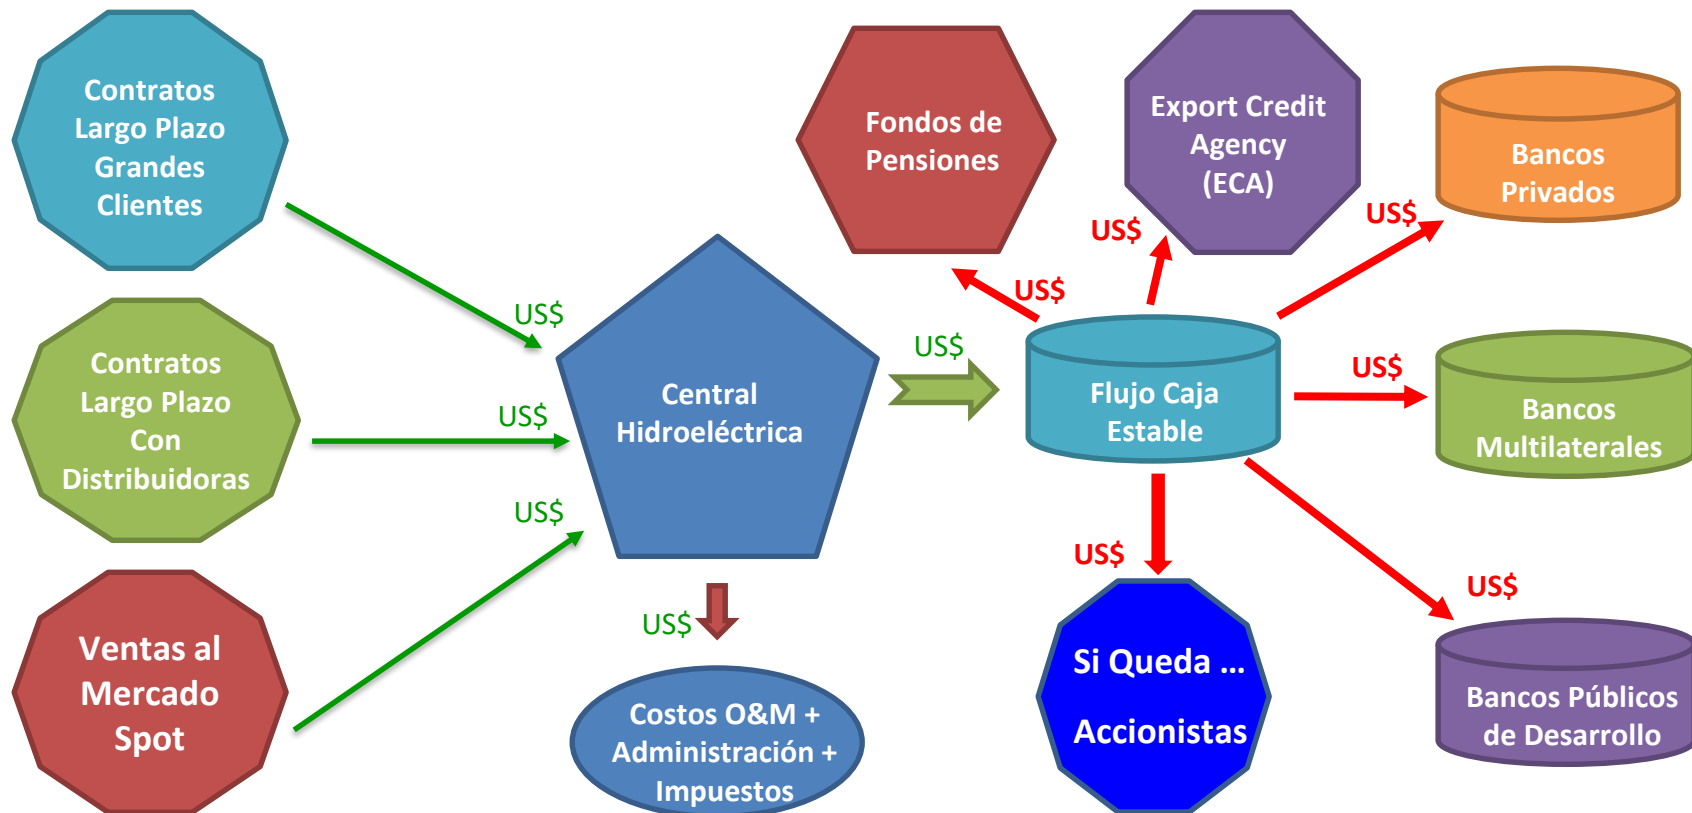 Contratos
Largo Plazo
Grandes
Clientes
US$
Contratos
Largo Plazo
Con
Distribuidoras
US$
Ventas al
Mercado
Spot
US$
Central
Hidroeléctrica
US$
Costos O&M +
Administración +
Impuestos
US$
Flujo Caja
Estable
Fondos de
Pensiones
US$
Export Credit
Agency
(ECA)
US$
Bancos
Privados
US$
Bancos
Multilaterales
US$
Bancos Públicos
de Desarrollo
US$
Si Queda ...
Accionistas
US$